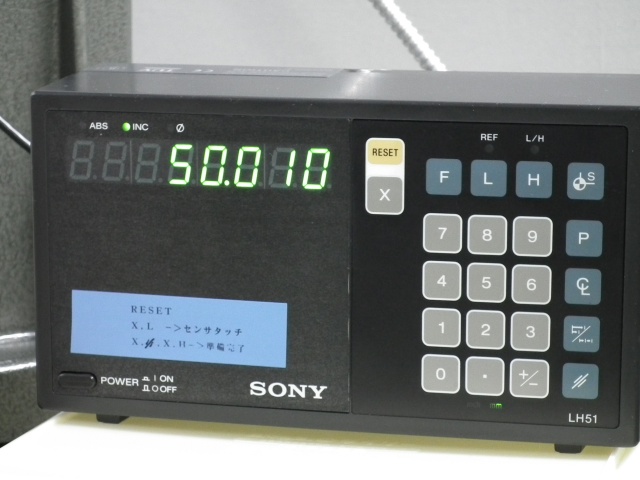 ABS INC Ø
50.010
RESET
X
REF L/H
F L H S
7 8 9 P
4 5 6 CL
1 2 3
0 . +/-
RESET
X.L ->センサタッチ
X.〃.X.H->準備完了
POWER I ON
O OFF
SONY
LH51